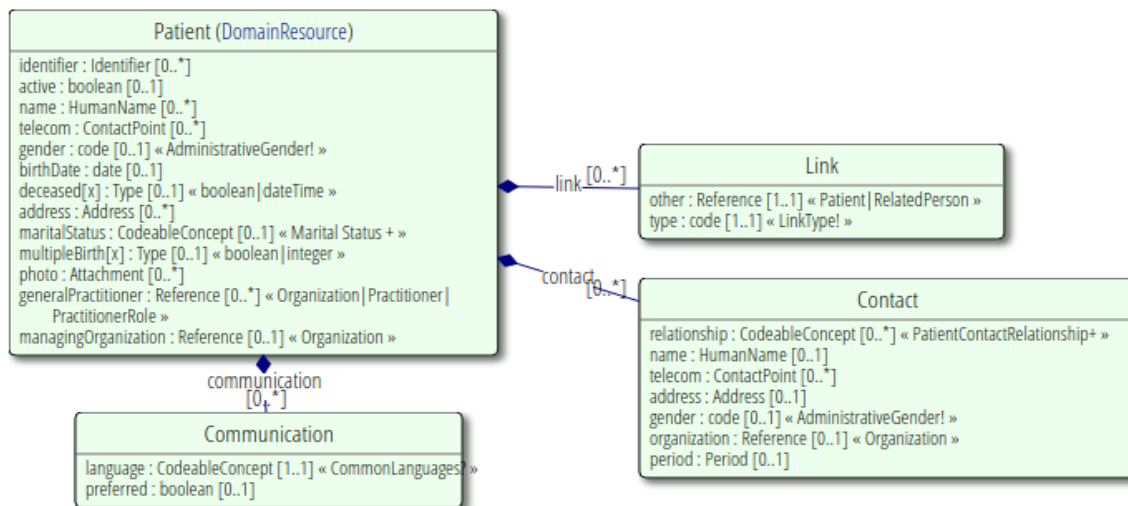 Patient (DomainResource)
identifier : Identifier [0..*]
active : boolean [0..1]
name : HumanName [0..*]
telecom : ContactPoint [0..*]
gender : code [0..1] « AdministrativeGender! »
birthDate : date [0..1]
deceased[x] : Type [0..1] « boolean|dateTime »
address : Address [0..*]
maritalStatus : CodeableConcept [0..1] « Marital Status + »
multipleBirth[x] : Type [0..1] « boolean|integer »
photo : Attachment [0..*]
generalPractitioner : Reference [0..*] « Organization|Practitioner|
PractitionerRole »
managingOrganization : Reference [0..1] « Organization »
link
[0..*]
Link
other : Reference [1..1] « Patient|RelatedPerson »
type : code [1..1] « LinkType! »
contact
[0..*]
Contact
relationship : CodeableConcept [0..*] « PatientContactRelationship+ »
name : HumanName [0..1]
telecom : ContactPoint [0..*]
address : Address [0..1]
gender : code [0..1] « AdministrativeGender! »
organization : Reference [0..1] « Organization »
period : Period [0..1]
communication
[0..*]
Communication
language : CodeableConcept [1..1] « CommonLanguages? »
preferred : boolean [0..1]